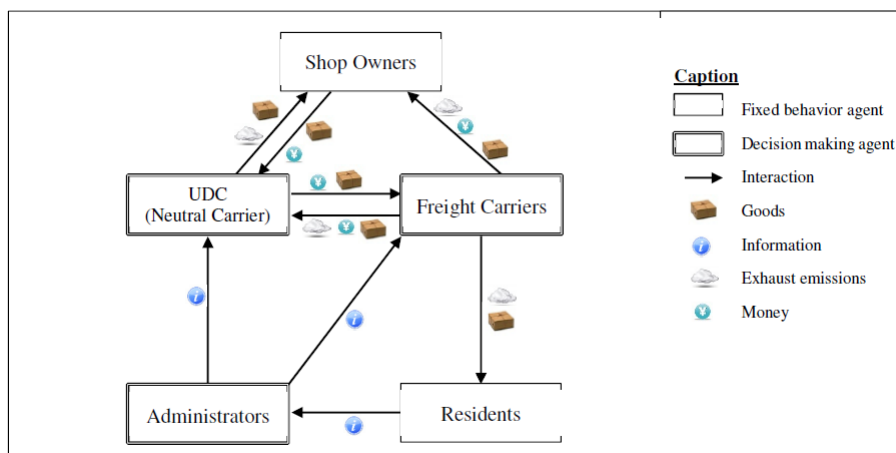 Shop Owners
UDC
(Neutral Carrier)
Freight Carriers
Administrators
Residents
Caption
Fixed behavior agent
Decision making agent
Interaction
Goods
Information
Exhaust emissions
Money